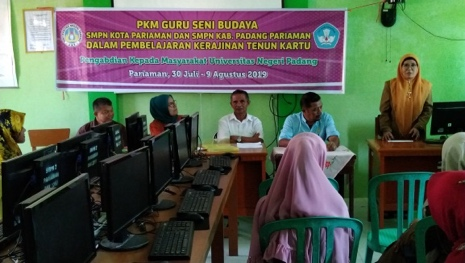 PKM GURU SENI BUDAYA
SMPN KOTA PARIAMAN DAN SMPN KAB. PADANG PARIAMAN
DALAM PEMBELAJARAN KERAJINAN TENUN KARTU
Pengabdian Kepada Masyarakat Universitas Negeri Padang
Pariaman, 30 Juli - 9 Agustus 2019